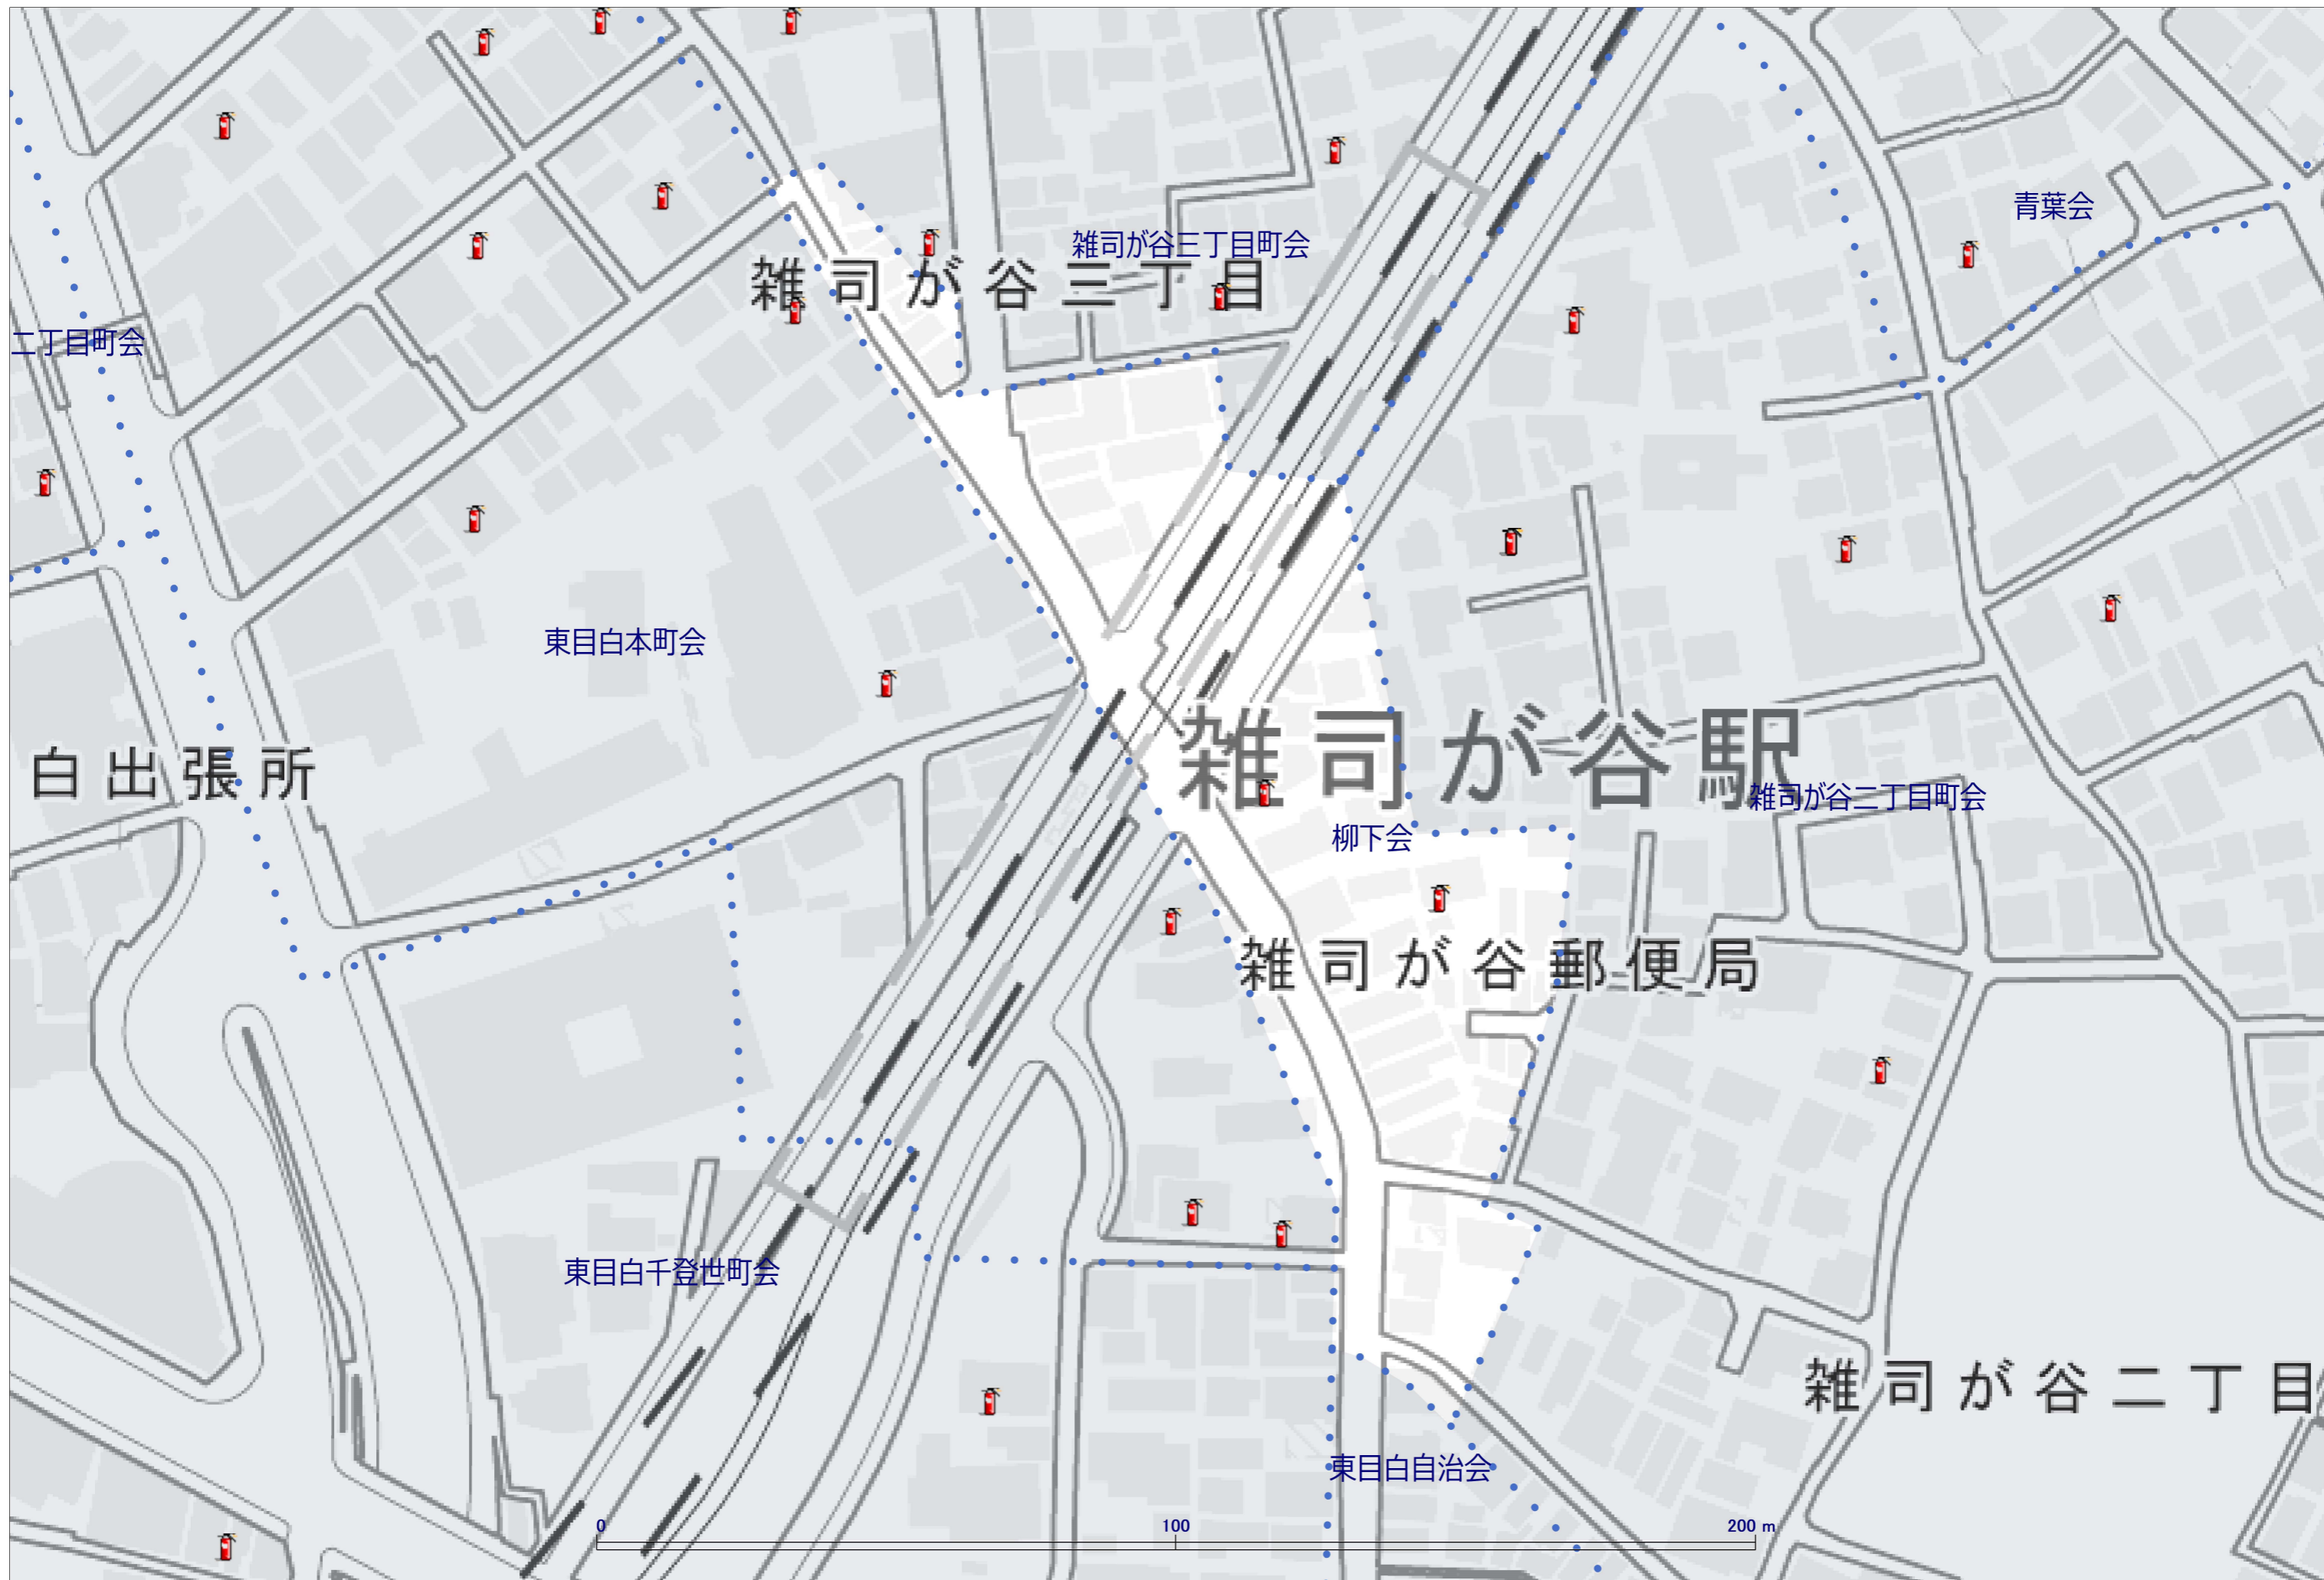 青葉会
雑司が谷三丁目町会
雑司が谷三丁目
二丁目町会
東目白本町会
雑司が谷駅
白出張所
雑司が谷二丁目町会
柳下会
雑司が谷郵便局
東目白千登世町会
雑司が谷二丁目
東目白自治会
0 100 200 m